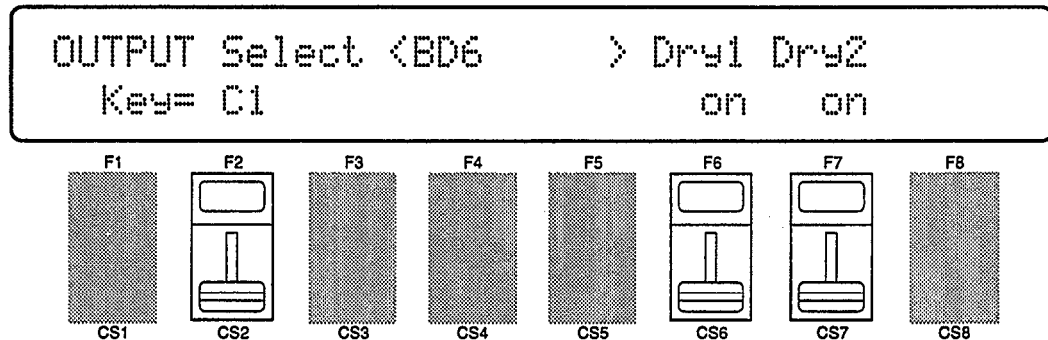 OUTPUT Select <BD6 > Dry1 Dry2
Key= C1 on on
F1 F2 F3 F4 F5 F6 F7 F8
CS1 CS2 CS3 CS4 CS5 CS6 CS7 CS8